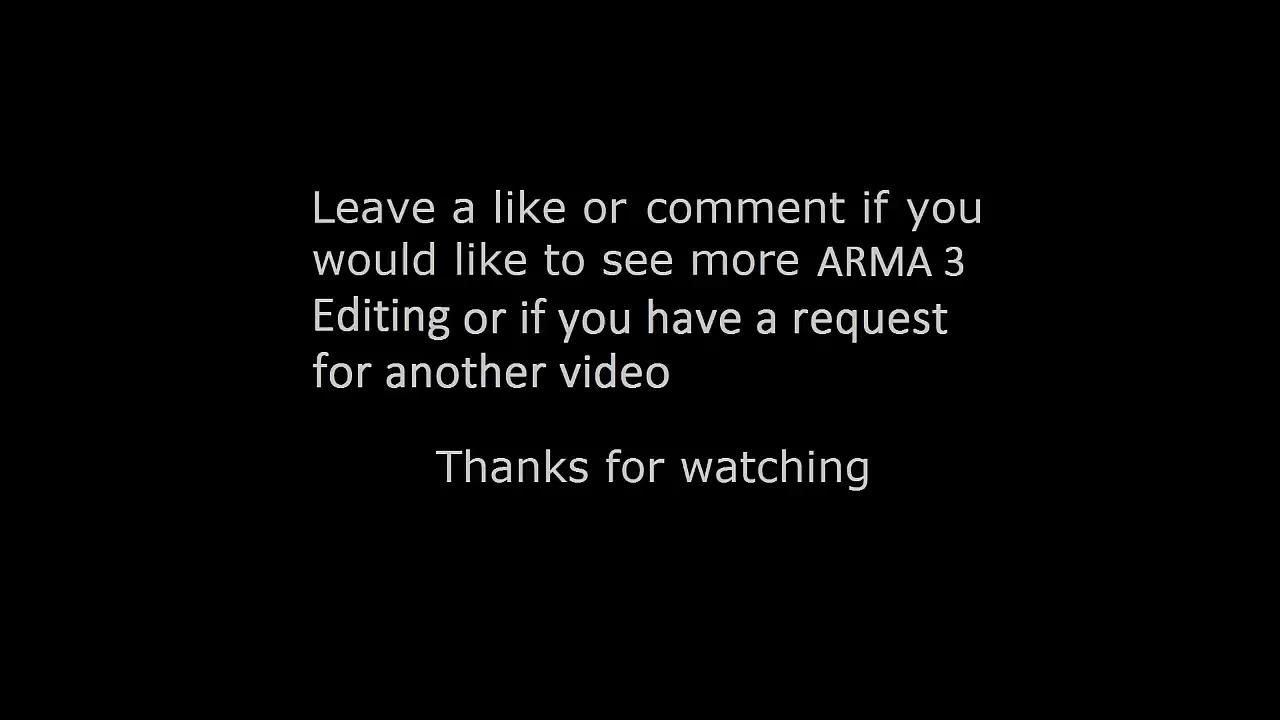 Leave a like or comment if you
would like to see more ARMA 3
Editing or if you have a request
for another video
Thanks for watching